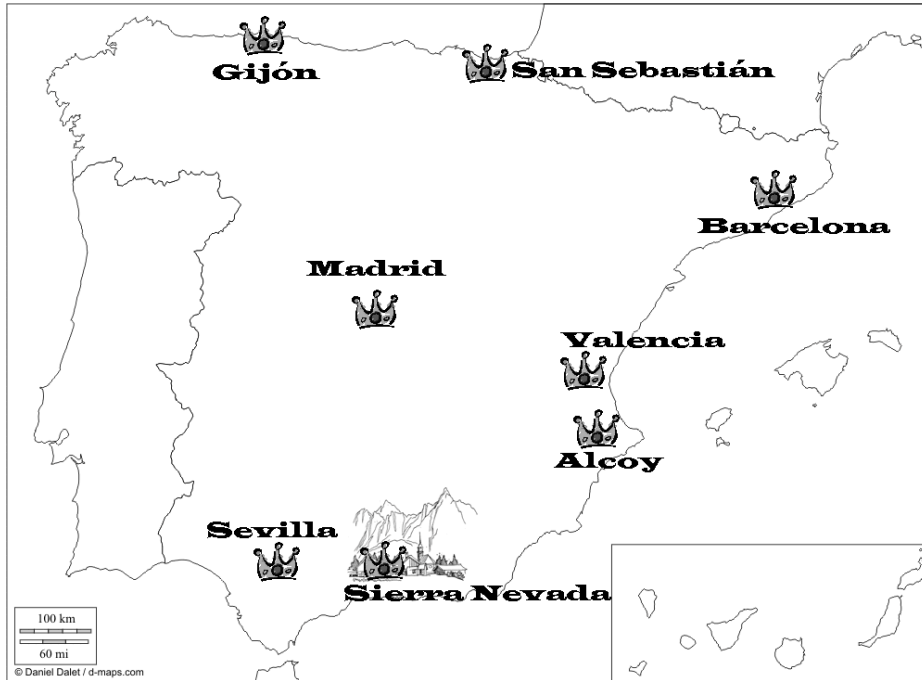 Gijón
San Sebastián
Barcelona
Madrid
Valencia
Alcoy
Sevilla
Sierra Nevada
100 km
60 mi
© Daniel Dalet / d-maps.com